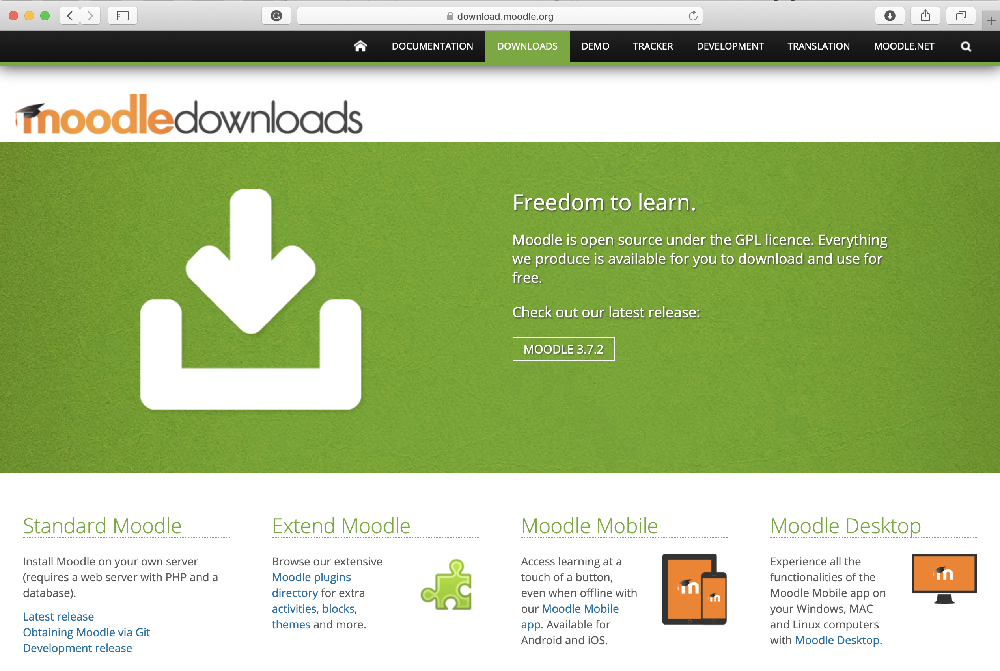 download.moodle.org
DOCUMENTATION DOWNLOADS DEMO TRACKER DEVELOPMENT TRANSLATION MOODLE.NET
moodledownloads
Freedom to learn.
Moodle is open source under the GPL licence. Everything
we produce is available for you to download and use for
free.
Check out our latest release:
MOODLE 3.7.2
Standard Moodle
Install Moodle on your own server
(requires a web server with PHP and a
database).
Latest release
Obtaining Moodle via Git
Development release
Extend Moodle
Browse our extensive
Moodle plugins
directory for extra
activities, blocks,
themes and more.
Moodle Mobile
Access learning at a
touch of a button,
even when offline with
our Moodle Mobile
app. Available for
Android and iOS.
m
m
Moodle Desktop
Experience all the
functionalities of the
Moodle Mobile app on
your Windows, MAC
and Linux computers
with Moodle Desktop.
m